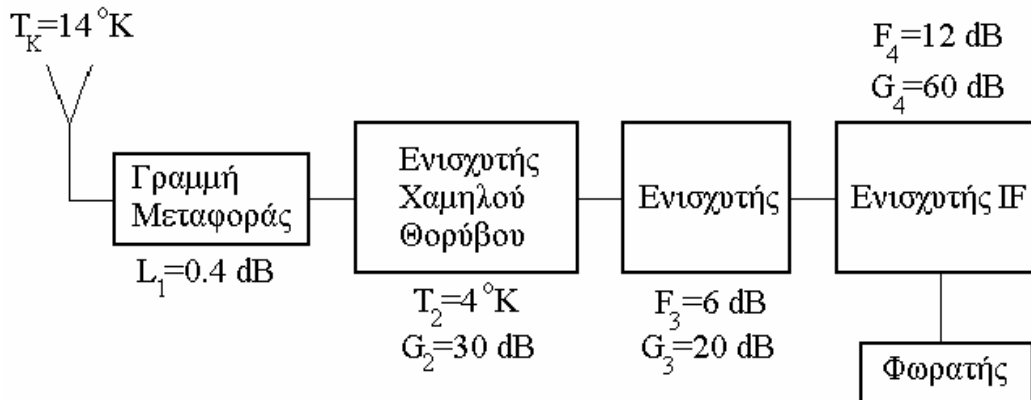 T_K=14 °K
F_4=12 dB
G_4=60 dB
Γραμμή
Μεταφοράς
Ενισχυτής
Χαμηλού
Θορύβου
Ενισχυτής
Ενισχυτής IF
L_1=0.4 dB
T_2=4 °K
G_2=30 dB
F_3=6 dB
G_3=20 dB
Φωρατής